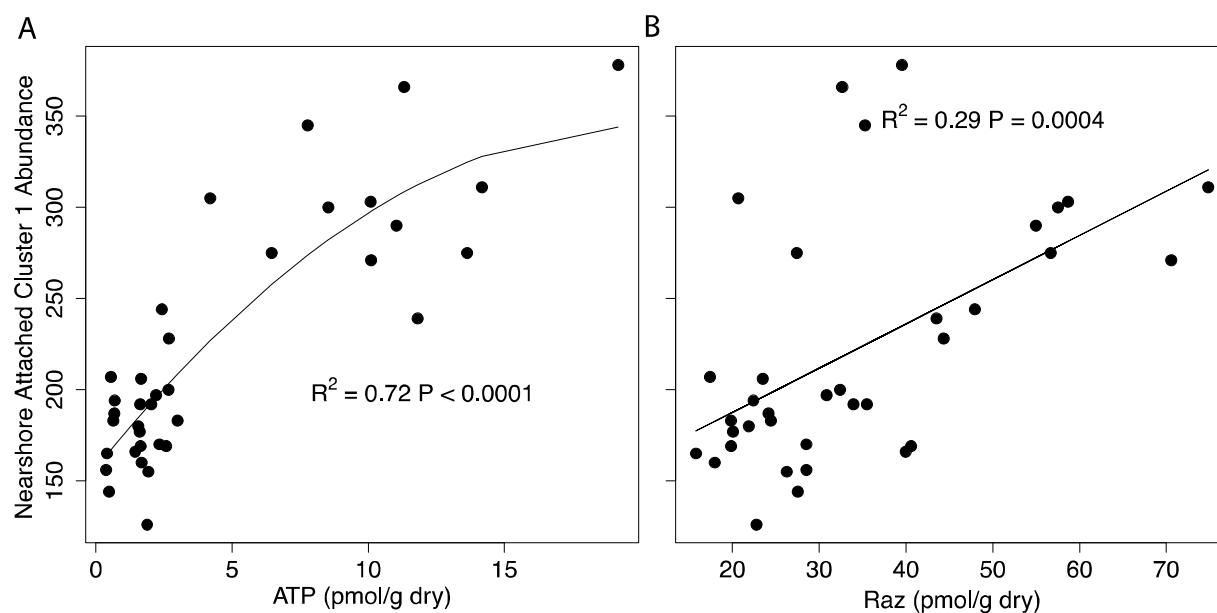 A
B
Nearshore Attached Cluster 1 Abundance
350
300
250
200
150
R² = 0.72 P < 0.0001
R² = 0.29 P = 0.0004
0 5 10 15
20 30 40 50 60 70
ATP (pmol/g dry)
Raz (pmol/g dry)